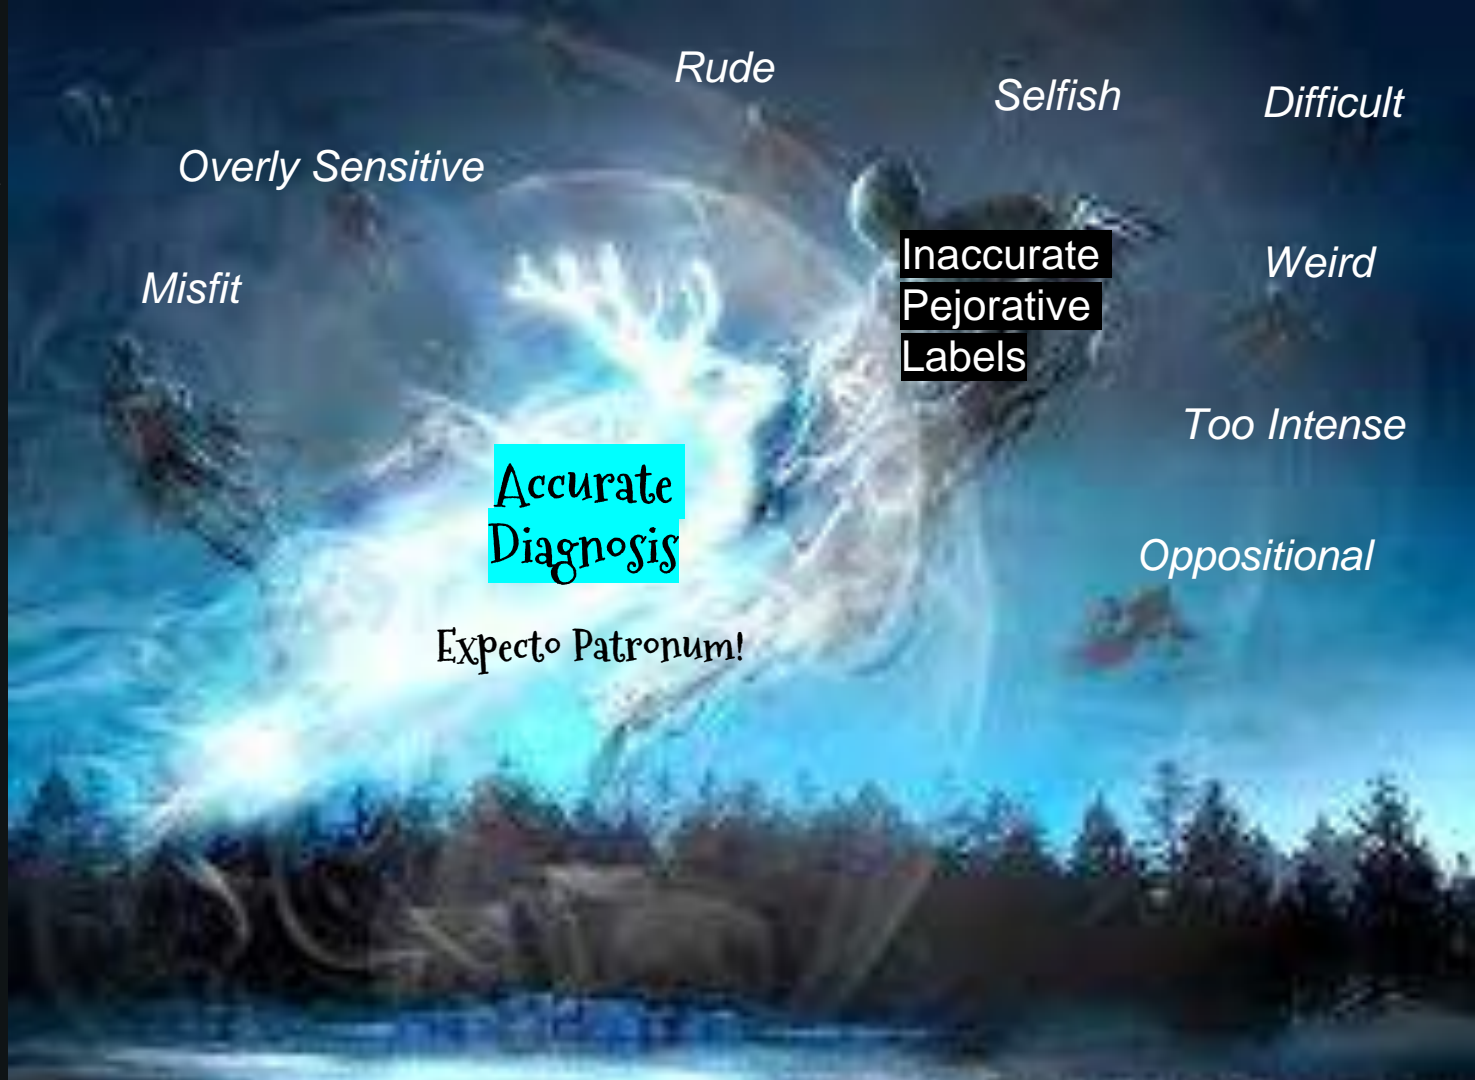 Rude
Selfish
Difficult
Overly Sensitive
Inaccurate
Pejorative
Labels
Weird
Misfit
Too Intense
Accurate
Diagnosis
Oppositional
Expecto Patronum!